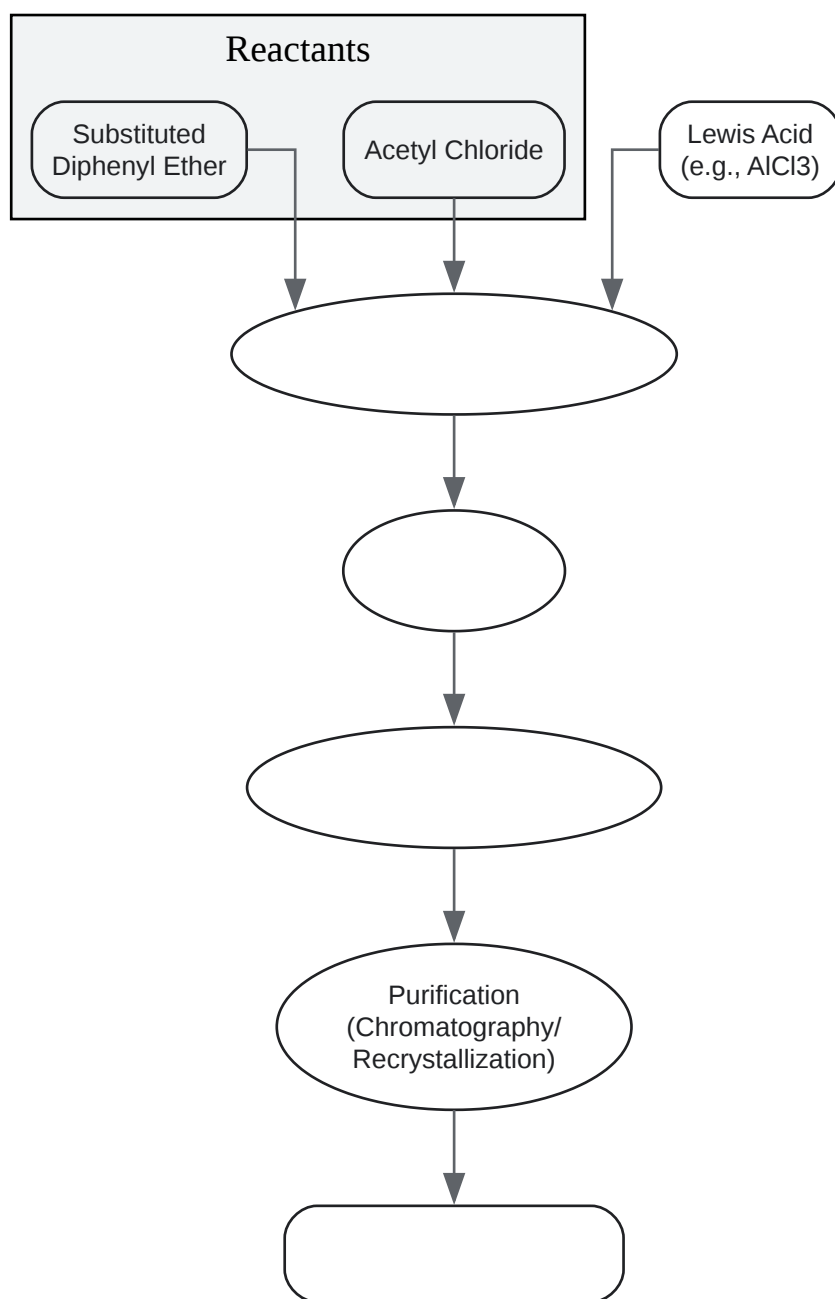 Reactants
Substituted
Diphenyl Ether
Acetyl Chloride
Lewis Acid
(e.g., AlCl3)
Purification
(Chromatography/
Recrystallization)